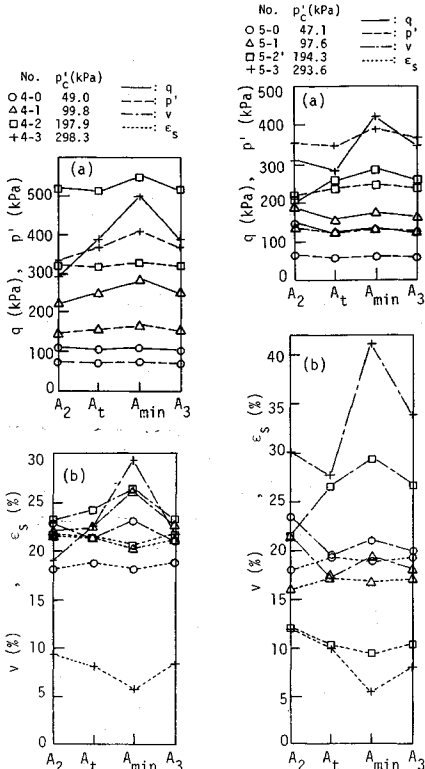 No. p'c(kPa)
4-0 49.0
4-1 99.8
4-2 197.9
4-3 298.3
: q
: p'
: v
: εs
(a)
q (kPa), p' (kPa)
500
400
300
200
100
0
A2 At Amin A3
(b)
v (%) , εs (%)
30
25
20
15
10
5
0
A2 At Amin A3
No. p'c(kPa)
5-0 47.1
5-1 97.6
5-2' 194.3
5-3 293.6
: q
: p'
: v
: εs
(a)
q (kPa), p' (kPa)
500
400
300
200
100
0
A2 At Amin A3
(b)
v (%) , εs (%)
40
35
30
25
20
15
10
5
0
A2 At Amin A3